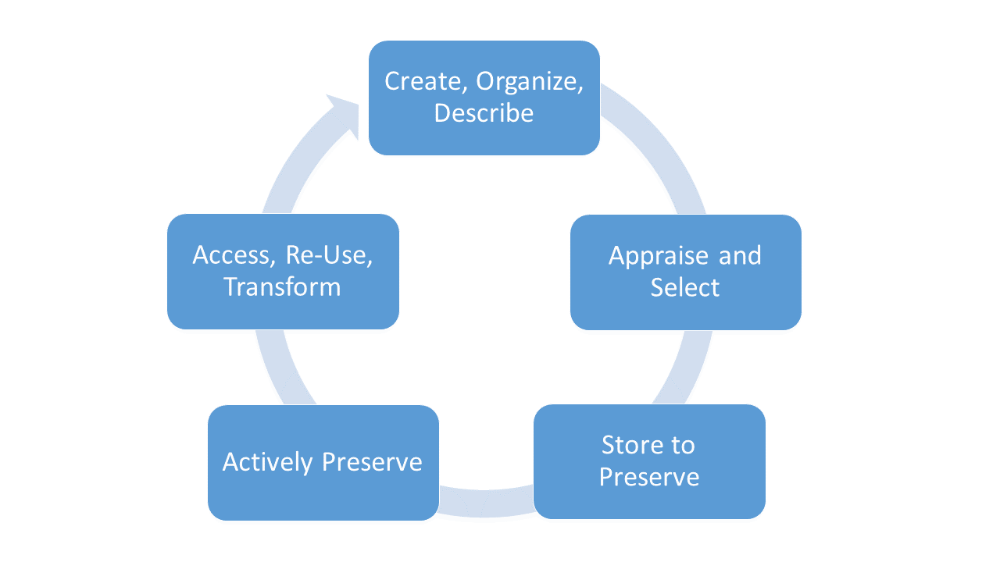 Create, Organize,
Describe
Appraise and
Select
Store to
Preserve
Actively Preserve
Access, Re-Use,
Transform